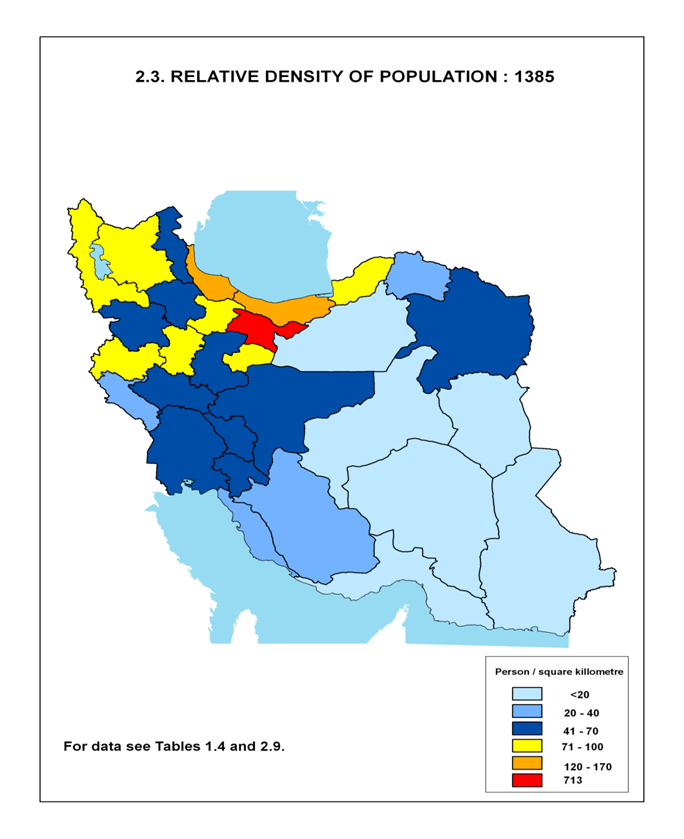 2.3. RELATIVE DENSITY OF POPULATION : 1385
Person / square killometre
<20
20 - 40
41 - 70
71 - 100
120 - 170
713
For data see Tables 1.4 and 2.9.